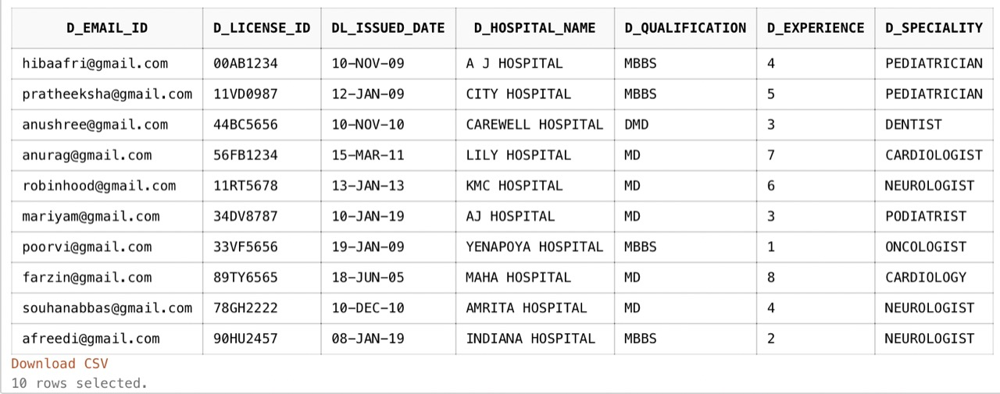 D_EMAIL_ID D_LICENSE_ID DL_ISSUED_DATE D_HOSPITAL_NAME D_QUALIFICATION D_EXPERIENCE D_SPECIALITY
hibaafri@gmail.com 00AB1234 10-NOV-09 A J HOSPITAL MBBS 4 PEDIATRICIAN
pratheeksha@gmail.com 11VD0987 12-JAN-09 CITY HOSPITAL MBBS 5 PEDIATRICIAN
anushree@gmail.com 44BC5656 10-NOV-10 CAREWELL HOSPITAL DMD 3 DENTIST
anurag@gmail.com 56FB1234 15-MAR-11 LILY HOSPITAL MD 7 CARDIOLOGIST
robinhood@gmail.com 11RT5678 13-JAN-13 KMC HOSPITAL MD 6 NEUROLOGIST
mariyam@gmail.com 34DV8787 10-JAN-19 AJ HOSPITAL MD 3 PODIATRIST
poorvi@gmail.com 33VF5656 19-JAN-09 YENAPOYA HOSPITAL MBBS 1 ONCOLOGIST
farzin@gmail.com 89TY6565 18-JUN-05 MAHA HOSPITAL MD 8 CARDIOLOGY
souhanabbas@gmail.com 78GH2222 10-DEC-10 AMRITA HOSPITAL MD 4 NEUROLOGIST
afreedi@gmail.com 90HU2457 08-JAN-19 INDIANA HOSPITAL MBBS 2 NEUROLOGIST
Download CSV
10 rows selected.